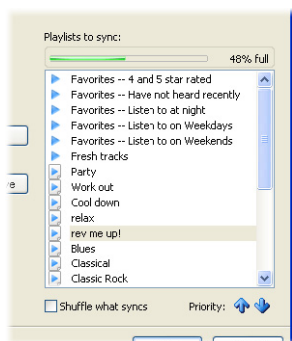 Playlists to sync:
48% full
Favorites -- 4 and 5 star rated
Favorites -- Have not heard recently
Favorites -- Listen to at night
Favorites -- Listen to on Weekdays
Favorites -- Listen to on Weekends
Fresh tracks
Party
Work out
Cool down
relax
rev me up!
Blues
Classical
Classic Rock
Shuffle what syncs Priority: